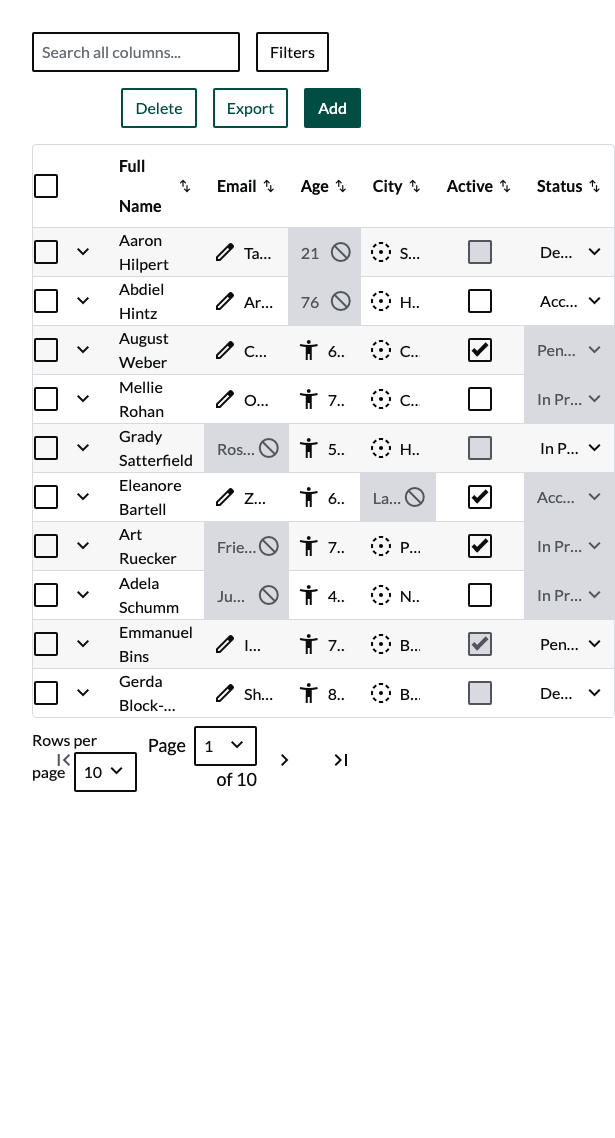 Search all columns... Filters
Delete Export Add
Full Name Email Age City Active Status
Aaron Hilpert Ta... 21 S... De...
Abdiel Hintz Ar... 76 H.. Acc...
August Weber C... 6.. C.. Pen...
Mellie Rohan O... 7.. C.. In Pr...
Grady Satterfield Ros... 5.. H.. In P...
Eleanore Bartell Z... 6.. La... Acc...
Art Ruecker Frie... 7.. P... In Pr...
Adela Schumm Ju... 4.. N.. In Pr...
Emmanuel Bins I... 7.. B... Pen...
Gerda Block-... Sh... 8.. B... De...
Rows per page 10 Page 1 of 10